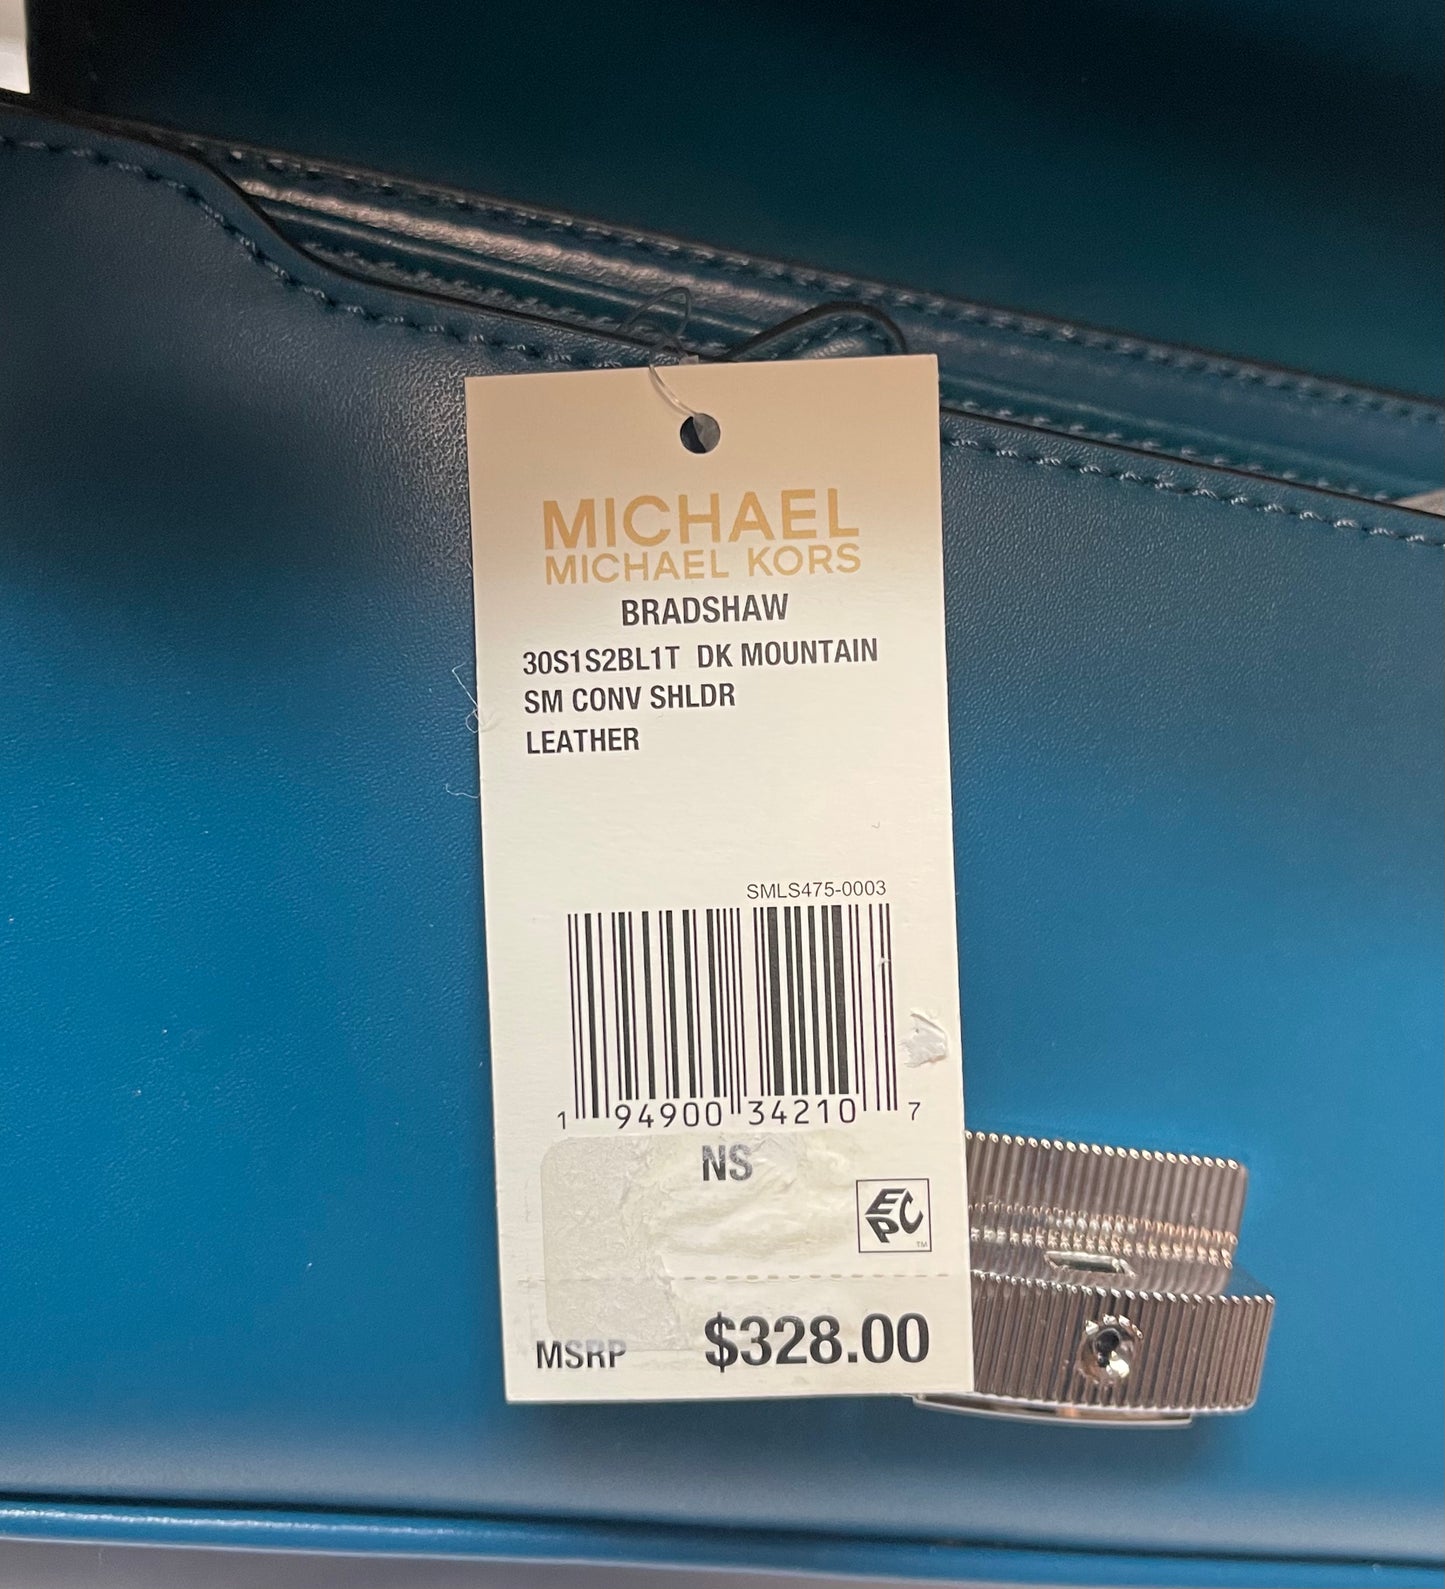 MICHAEL
MICHAEL KORS
BRADSHAW
30S1S2BL1T DK MOUNTAIN
SM CONV SHLDR
LEATHER
SMLS475-0003
1 94900 34210 7
NS
EPC
TM
MSRP $328.00